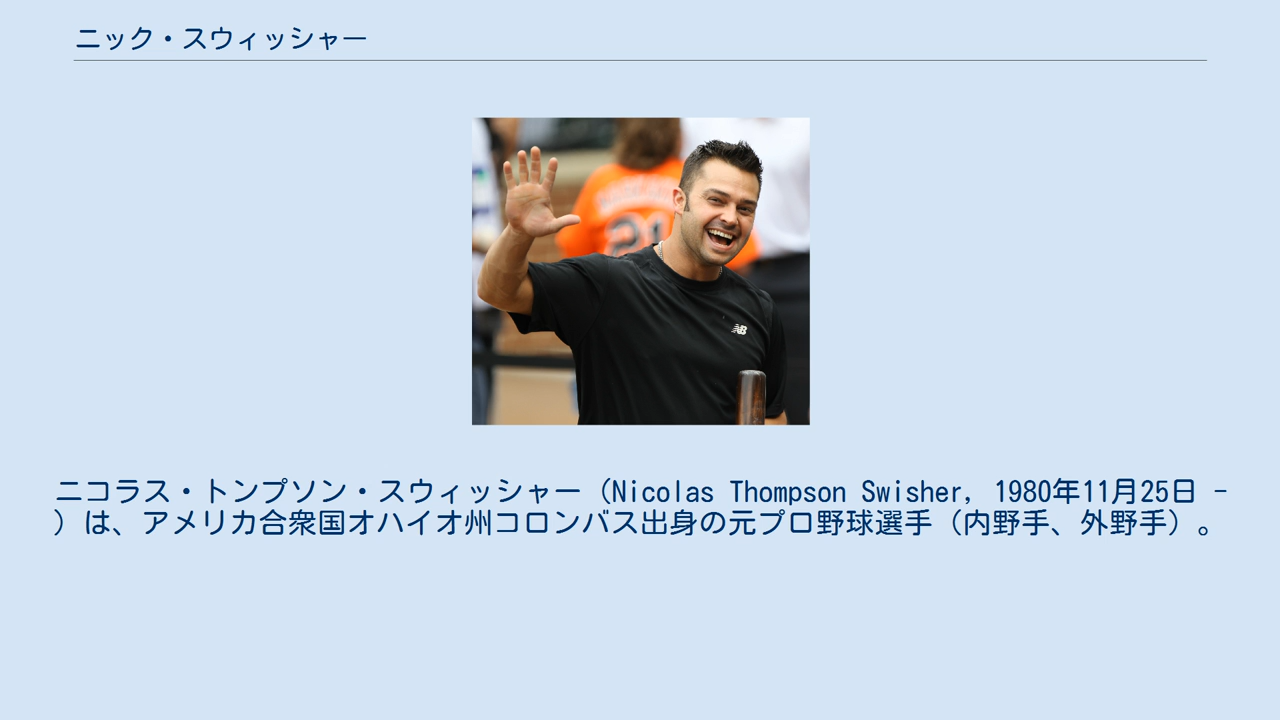 ニック・スウィッシャー
21
NB
ニコラス・トンプソン・スウィッシャー（Nicolas Thompson Swisher, 1980年11月25日 -
）は、アメリカ合衆国オハイオ州コロンバス出身の元プロ野球選手（内野手、外野手）。